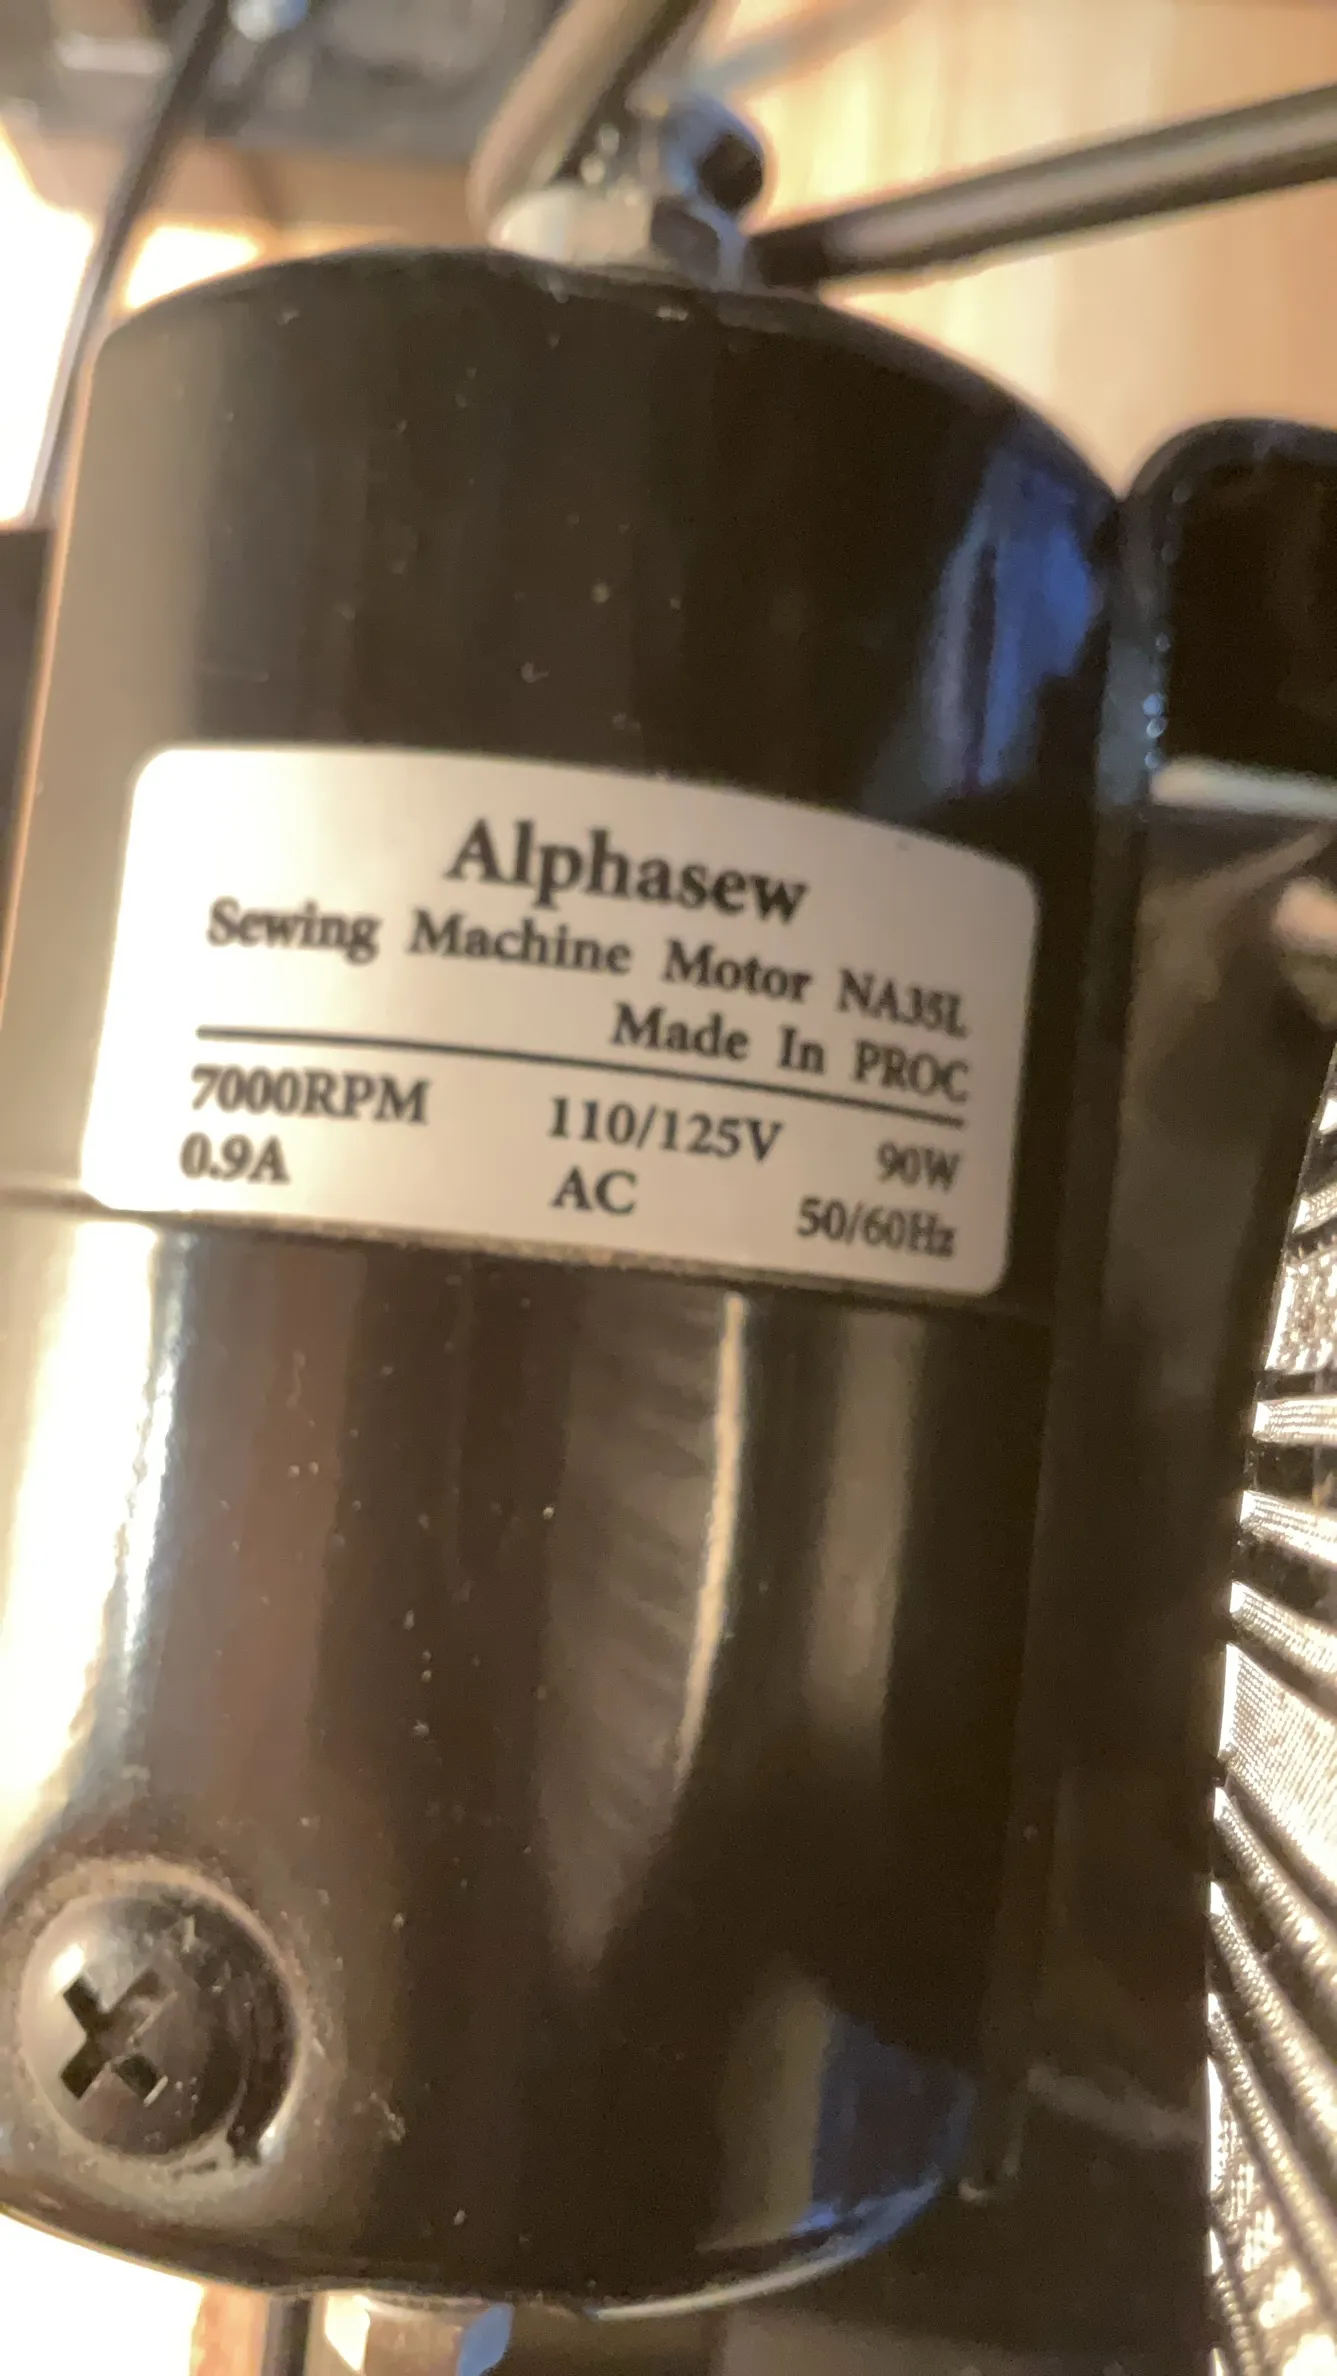 Alphasew
Sewing Machine Motor NA35L
Made In PROC
7000RPM 110/125V 90W
0.9A AC 50/60Hz